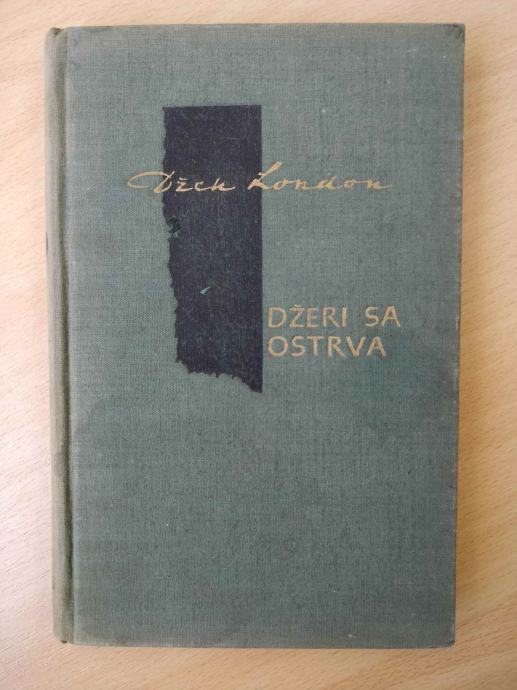 Džek London
DŽERI SA
OSTRVA